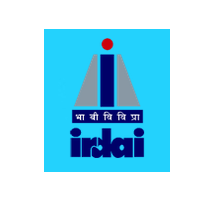 भा बी वि वि प्रा
irdai